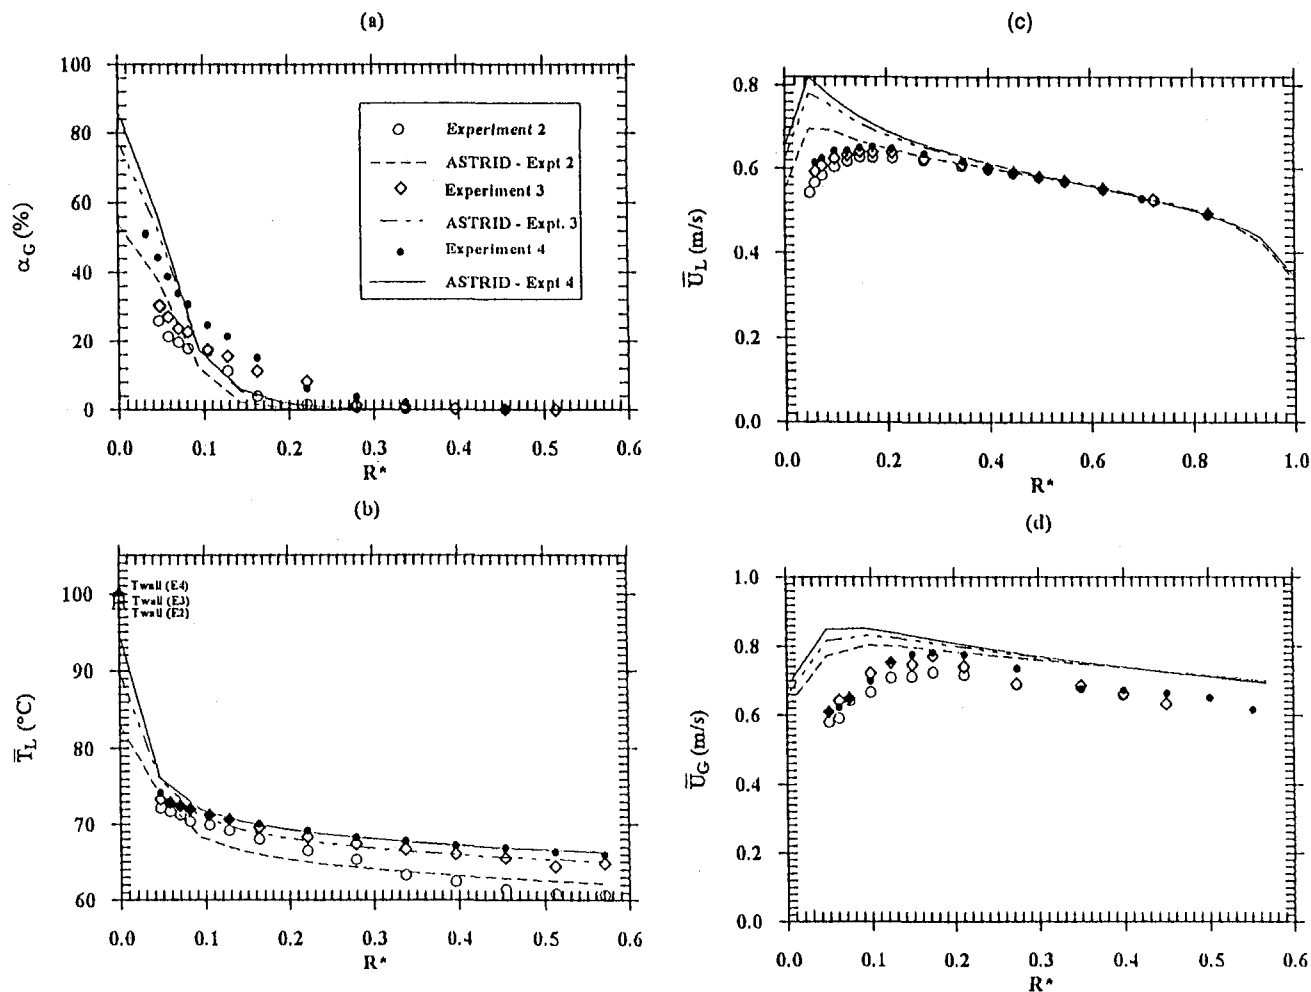 (a)
100
80
60
40
20
0
αG (%)
Experiment 2
ASTRID - Expt 2
Experiment 3
ASTRID - Expt. 3
Experiment 4
ASTRID - Expt 4
0.0 0.1 0.2 0.3 0.4 0.5 0.6
R*
(b)
100
90
80
70
60
T̿L (°C)
Twall (E4)
Twall (E3)
Twall (E2)
0.0 0.1 0.2 0.3 0.4 0.5 0.6
R*
(c)
0.8
0.6
0.4
0.2
0.0
U̿L (m/s)
0.0 0.2 0.4 0.6 0.8 1.0
R*
(d)
1.0
0.8
0.6
0.4
0.2
0.0
U̿G (m/s)
0.0 0.1 0.2 0.3 0.4 0.5 0.6
R*